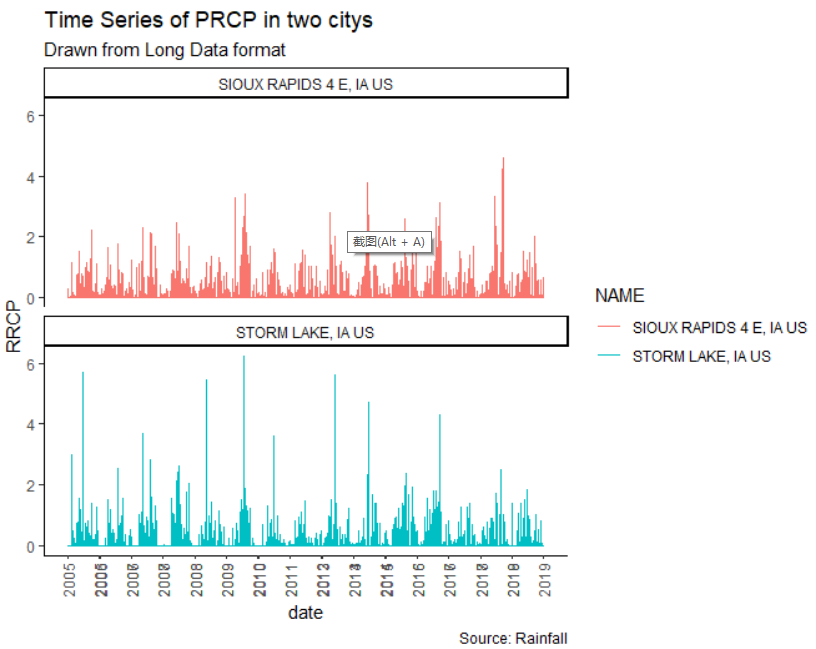 Time Series of PRCP in two citys
Drawn from Long Data format
SIOUX RAPIDS 4 E, IA US
6
4
2
0
截图(Alt + A)
RRCP
STORM LAKE, IA US
6
4
2
0
2005 2006 2008 2009 2010 2011 2012 2016 2019
date
NAME
SIOUX RAPIDS 4 E, IA US
STORM LAKE, IA US
Source: Rainfall